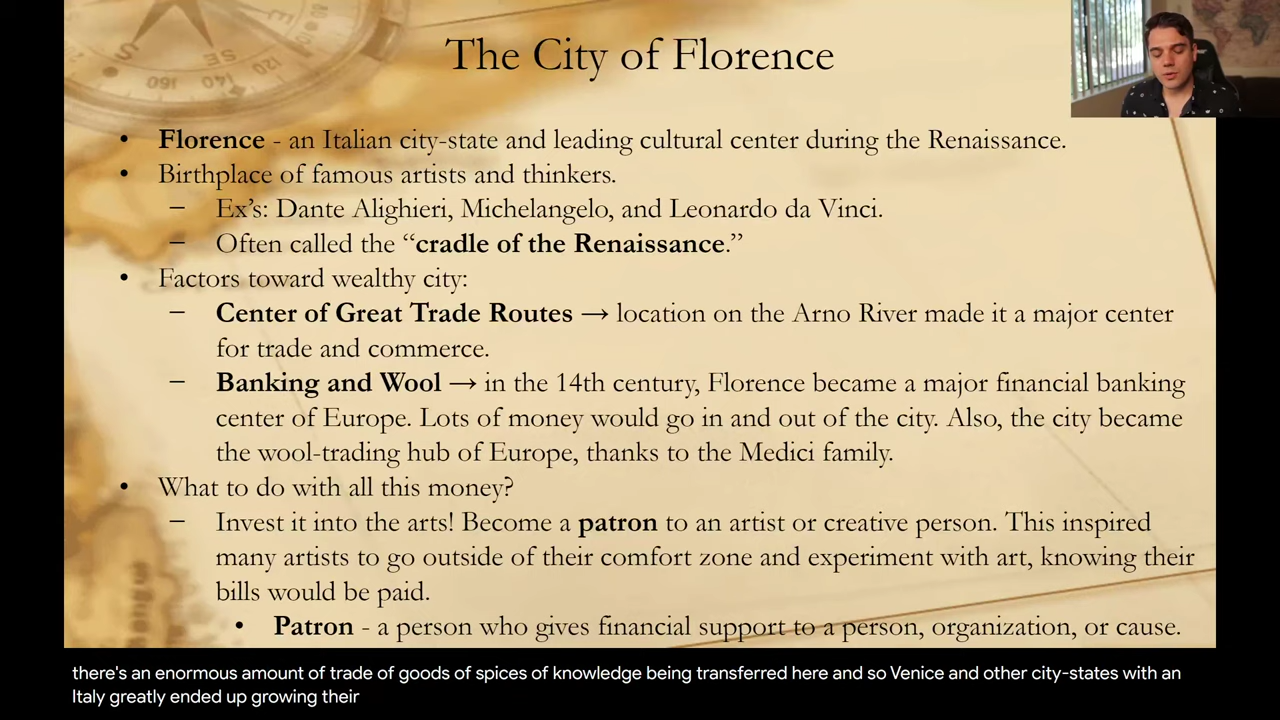 The City of Florence
• Florence - an Italian city-state and leading cultural center during the Renaissance.
• Birthplace of famous artists and thinkers.
– Ex’s: Dante Alighieri, Michelangelo, and Leonardo da Vinci.
– Often called the “cradle of the Renaissance.”
• Factors toward wealthy city:
– Center of Great Trade Routes → location on the Arno River made it a major center
for trade and commerce.
– Banking and Wool → in the 14th century, Florence became a major financial banking
center of Europe. Lots of money would go in and out of the city. Also, the city became
the wool-trading hub of Europe, thanks to the Medici family.
• What to do with all this money?
– Invest it into the arts! Become a patron to an artist or creative person. This inspired
many artists to go outside of their comfort zone and experiment with art, knowing their
bills would be paid.
• Patron - a person who gives financial support to a person, organization, or cause.
there's an enormous amount of trade of goods of spices of knowledge being transferred here and so Venice and other city-states with an
Italy greatly ended up growing their